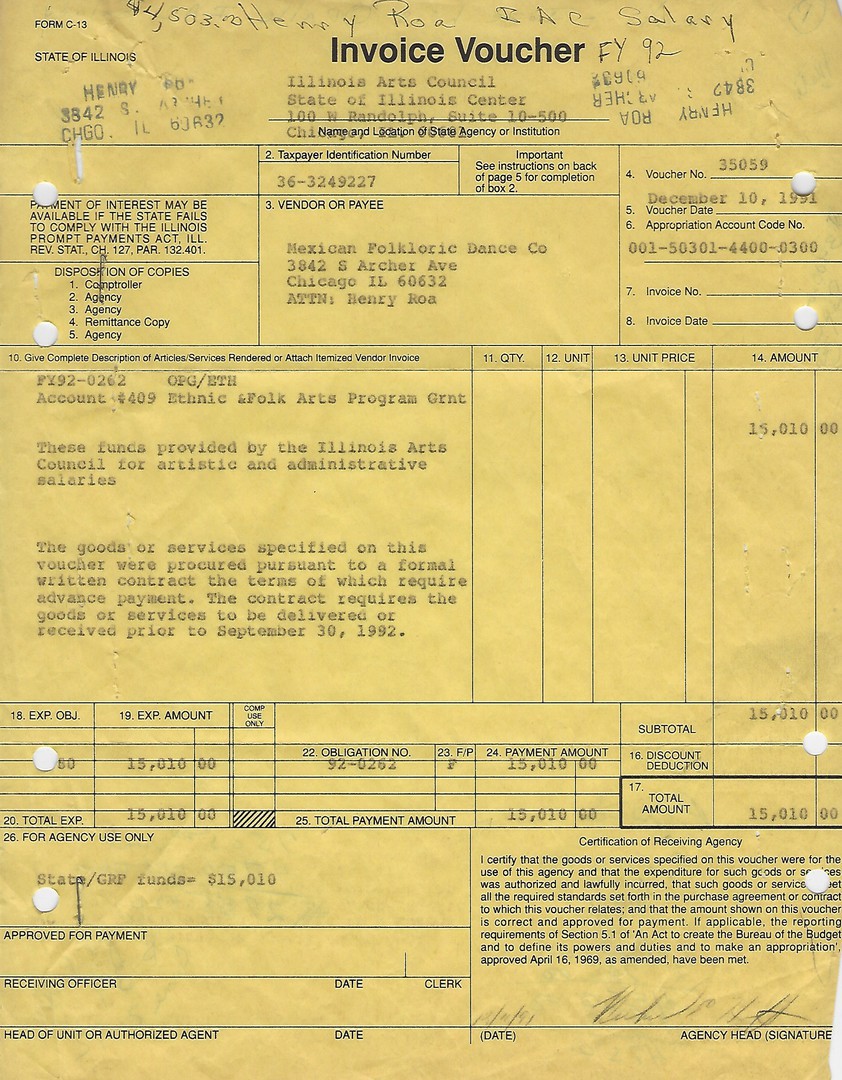 $4,503.20 Henry Roa IAC Salary
FORM C-13
Invoice Voucher FY 92
STATE OF ILLINOIS
HENRY
3842 S.
CHGO. IL 60632
Illinois Arts Council
State of Illinois Center
100 W Randolph, Suite 10-500
Name and Location of State Agency or Institution
HENRY ROA
3842 ARCHER
60632
2. Taxpayer Identification Number
36-3249227
Important
See instructions on back
of page 5 for completion
of box 2.
4. Voucher No. 35059
December 10, 1991
5. Voucher Date
6. Appropriation Account Code No.
001-50301-4400-0300
7. Invoice No.
8. Invoice Date
PAYMENT OF INTEREST MAY BE
AVAILABLE IF THE STATE FAILS
TO COMPLY WITH THE ILLINOIS
PROMPT PAYMENTS ACT, ILL.
REV. STAT., CH. 127, PAR. 132.401.
DISPOSITION OF COPIES
1. Comptroller
2. Agency
3. Agency
4. Remittance Copy
5. Agency
3. VENDOR OR PAYEE
Mexican Folkloric Dance Co
3842 S Archer Ave
Chicago IL 60632
ATTN: Henry Roa
10. Give Complete Description of Articles/Services Rendered or Attach Itemized Vendor Invoice
11. QTY.
12. UNIT
13. UNIT PRICE
14. AMOUNT
FY92-0262 OPG/ETH
Account #409 Ethnic &Folk Arts Program Grnt
15,010 00
These funds provided by the Illinois Arts
Council for artistic and administrative
salaries
The goods or services specified on this
voucher were procured pursuant to a formal
written contract the terms of which require
advance payment. The contract requires the
goods or services to be delivered or
received prior to September 30, 1992.
18. EXP. OBJ.
19. EXP. AMOUNT
COMP
USE
ONLY
SUBTOTAL 15,010 00
22. OBLIGATION NO.
23. F/P
24. PAYMENT AMOUNT
16. DISCOUNT
DEDUCTION
15,010 00
92-0262 F 15,010 00
17.
TOTAL
AMOUNT 15,010 00
20. TOTAL EXP. 15,010 00
25. TOTAL PAYMENT AMOUNT 15,010 00
26. FOR AGENCY USE ONLY
State/GRF funds= $15,010
APPROVED FOR PAYMENT
RECEIVING OFFICER DATE CLERK
HEAD OF UNIT OR AUTHORIZED AGENT DATE
Certification of Receiving Agency
I certify that the goods or services specified on this voucher were for the
use of this agency and that the expenditure for such goods or services
was authorized and lawfully incurred, that such goods or services meet
all the required standards set forth in the purchase agreement or contract
to which this voucher relates; and that the amount shown on this voucher
is correct and approved for payment. If applicable, the reporting
requirements of Section 5.1 of 'An Act to create the Bureau of the Budget
and to define its powers and duties and to make an appropriation',
approved April 16, 1969, as amended, have been met.
(DATE) AGENCY HEAD (SIGNATURE